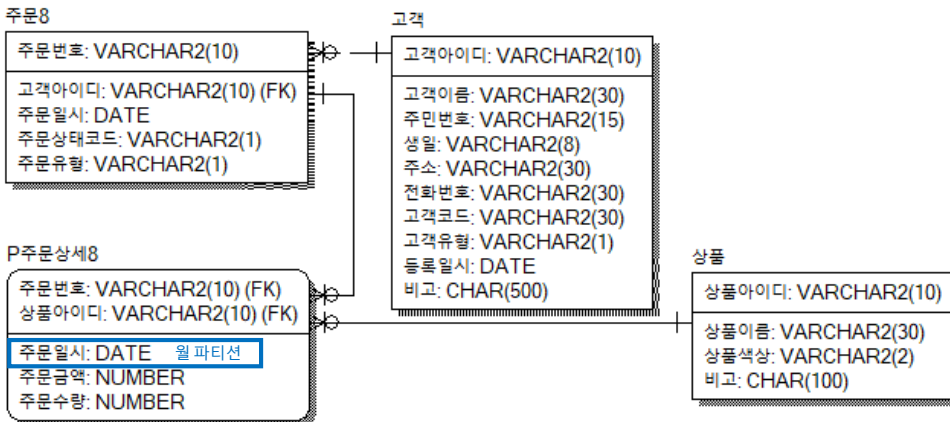 주문8
주문번호: VARCHAR2(10)
고객아이디: VARCHAR2(10) (FK)
주문일시: DATE
주문상태코드: VARCHAR2(1)
주문유형: VARCHAR2(1)
고객
고객아이디: VARCHAR2(10)
고객이름: VARCHAR2(30)
주민번호: VARCHAR2(15)
생일: VARCHAR2(8)
주소: VARCHAR2(30)
전화번호: VARCHAR2(30)
고객코드: VARCHAR2(30)
고객유형: VARCHAR2(1)
등록일시: DATE
비고: CHAR(500)
P주문상세8
주문번호: VARCHAR2(10) (FK)
상품아이디: VARCHAR2(10) (FK)
주문일시: DATE 월 파티션
주문금액: NUMBER
주문수량: NUMBER
상품
상품아이디: VARCHAR2(10)
상품이름: VARCHAR2(30)
상품색상: VARCHAR2(2)
비고: CHAR(100)